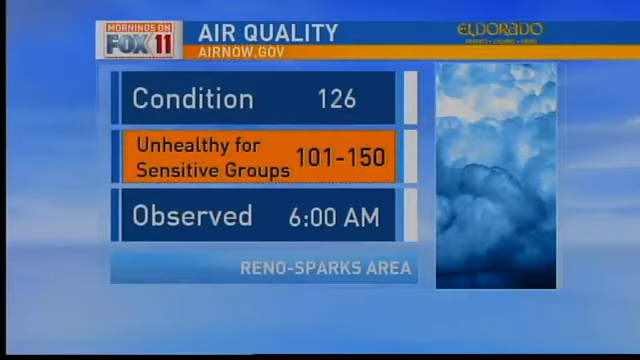 MORNINGS ON
FOX 11
AIR QUALITY
AIRNOW.GOV
ELDORADO
Condition 126
Unhealthy for
Sensitive Groups 101-150
Observed 6:00 AM
RENO-SPARKS AREA